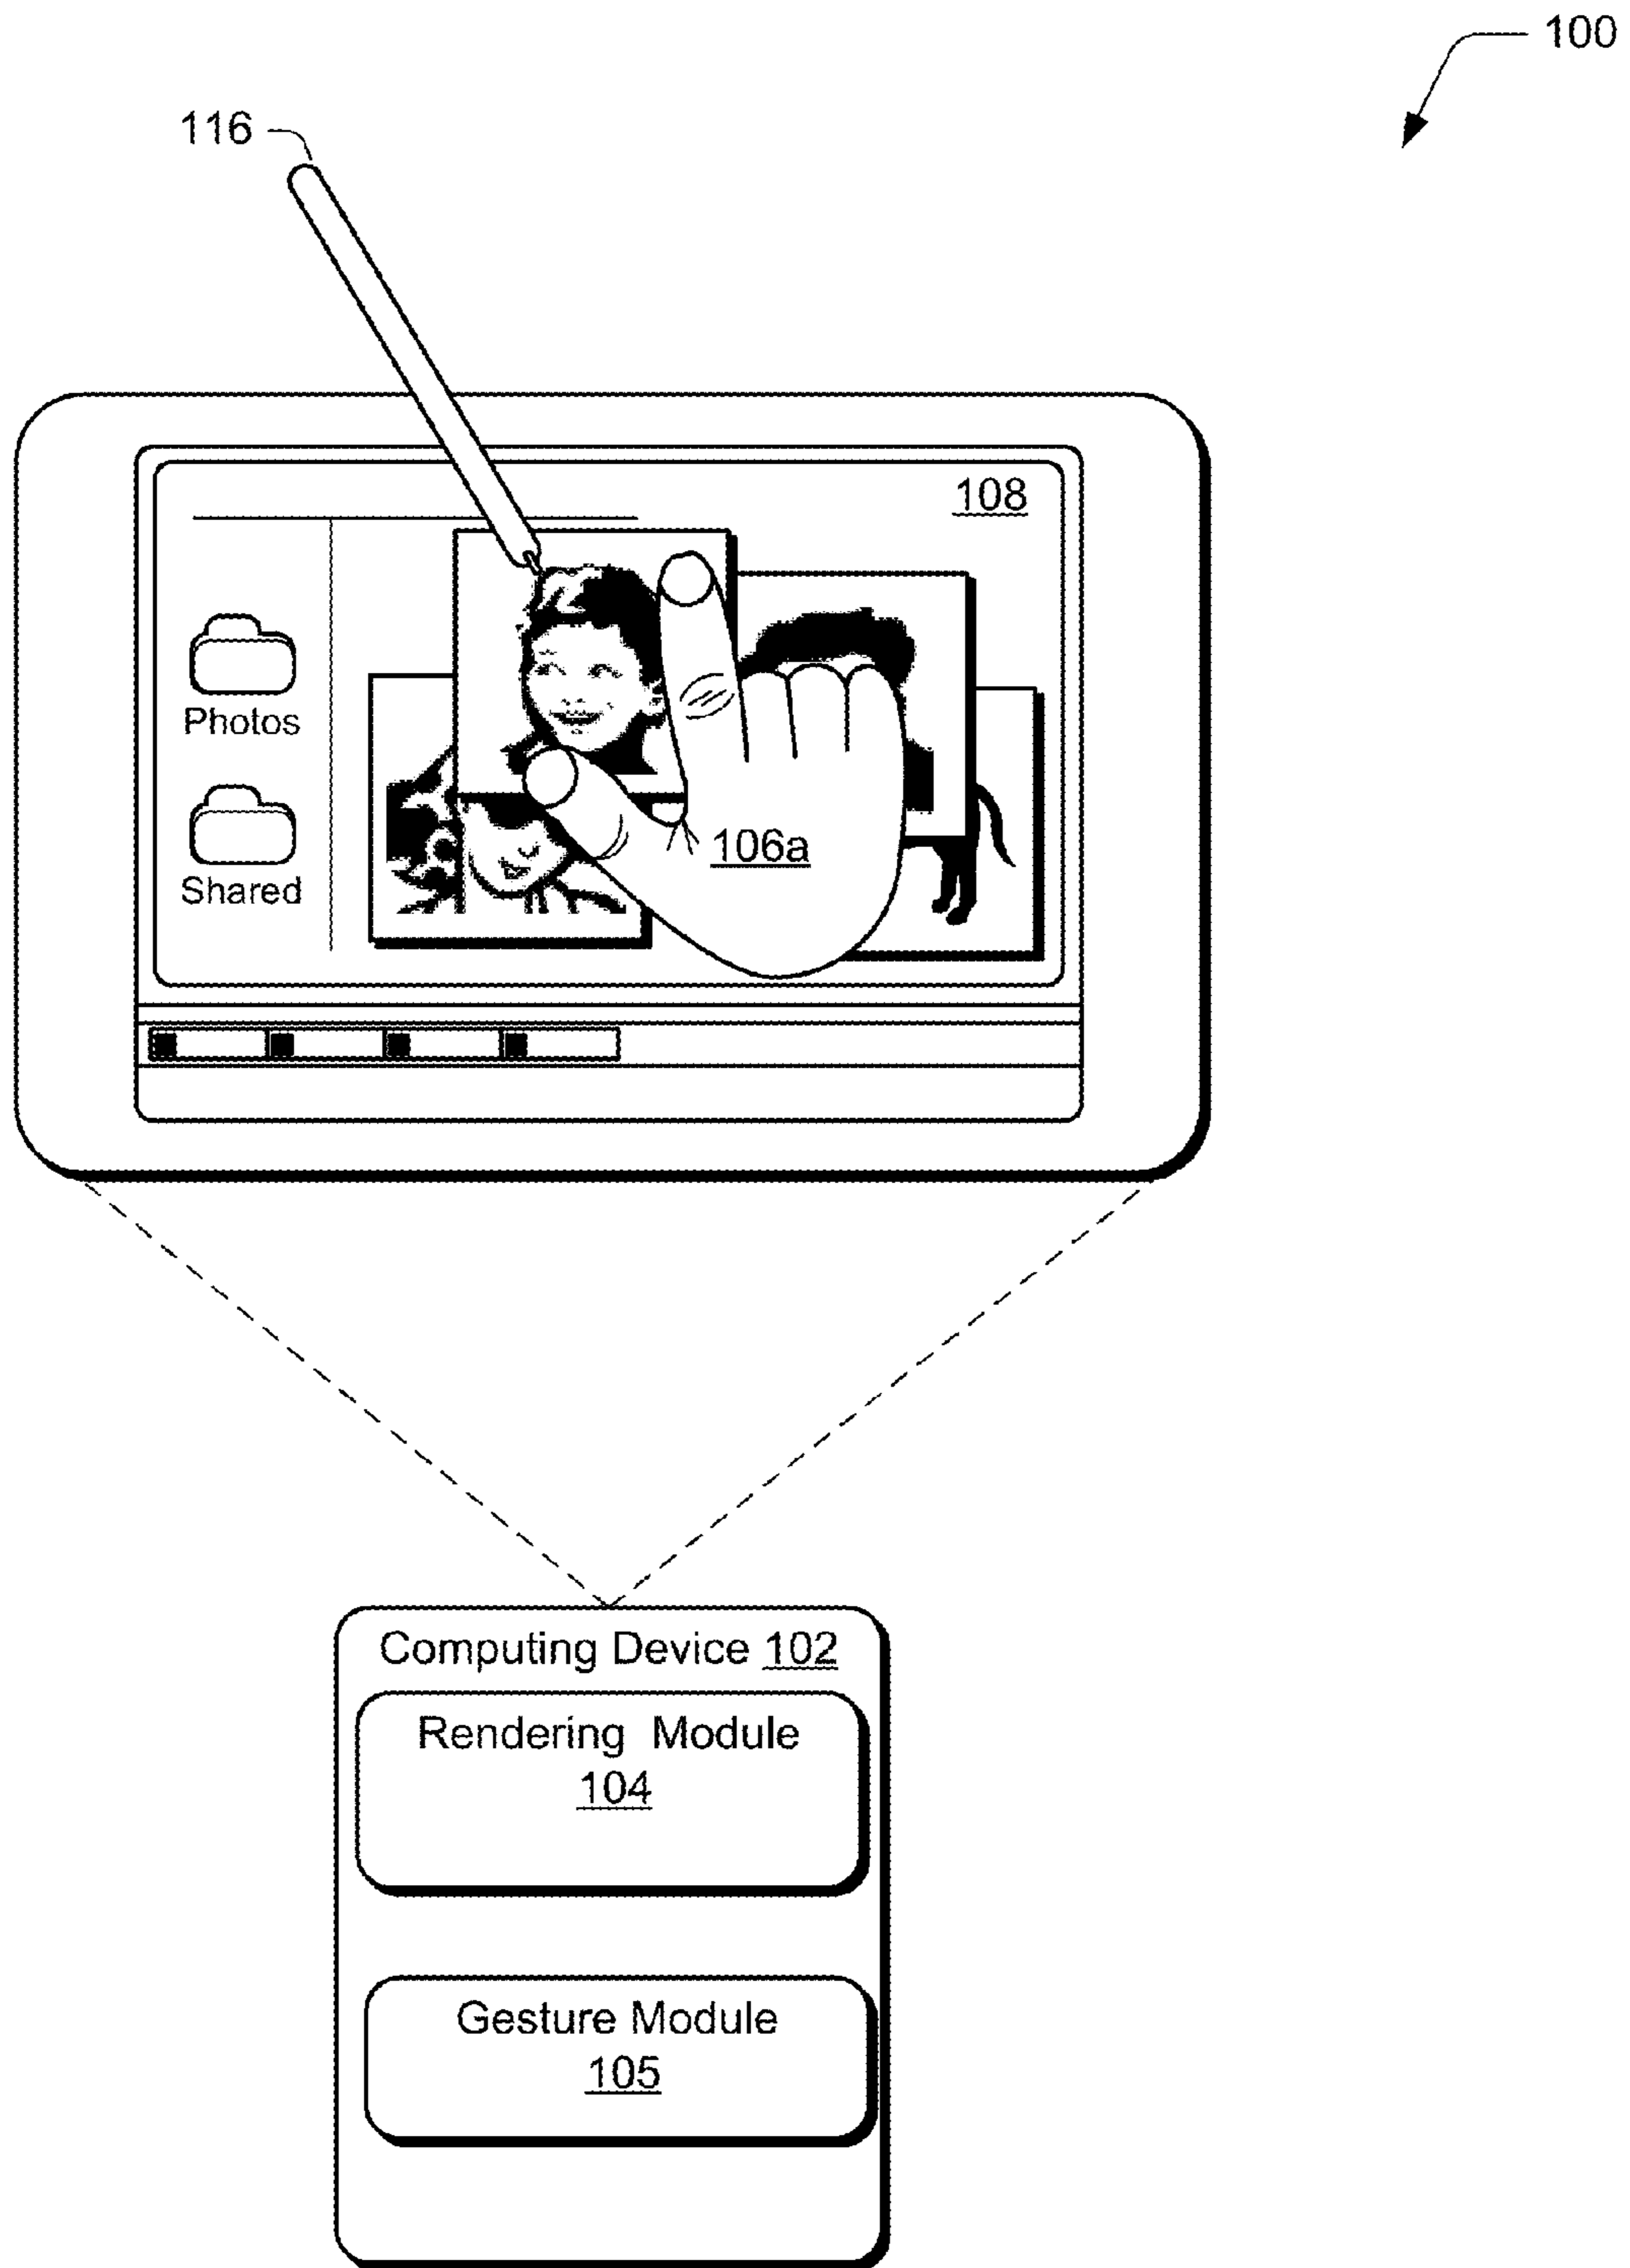 100
116
108
Photos
Shared
106a
Computing Device 102
Rendering Module
104
Gesture Module
105